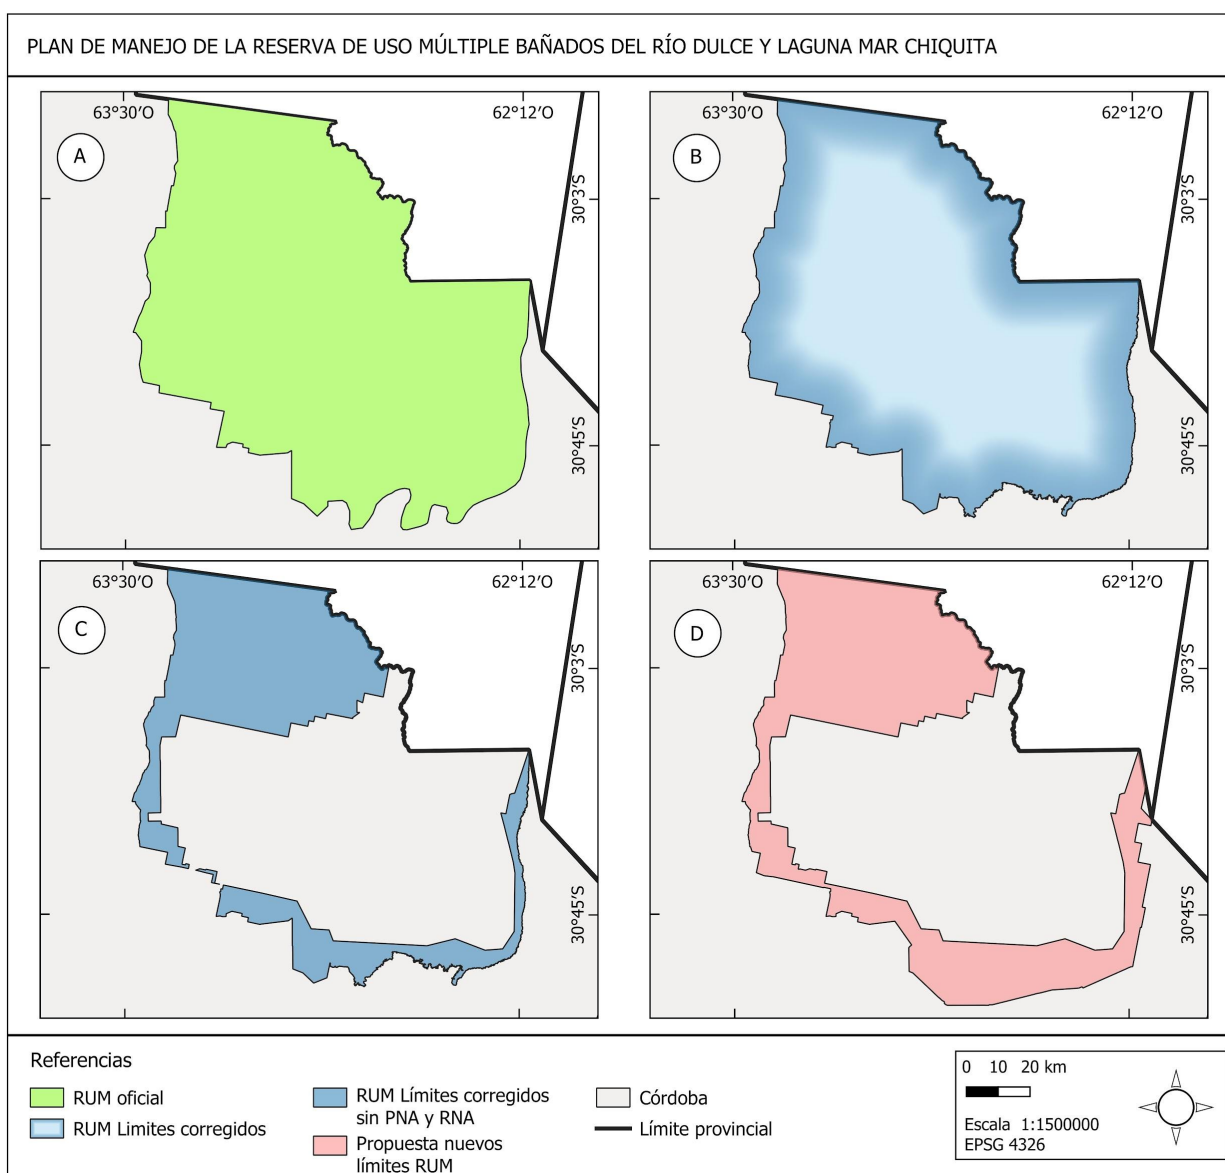 PLAN DE MANEJO DE LA RESERVA DE USO MÚLTIPLE BAÑADOS DEL RÍO DULCE Y LAGUNA MAR CHIQUITA
63°30′O
62°12′O
A
30°3′S
30°45′S
63°30′O
62°12′O
B
30°3′S
30°45′S
63°30′O
62°12′O
C
30°3′S
30°45′S
63°30′O
62°12′O
D
30°3′S
30°45′S
Referencias
RUM oficial
RUM Limites corregidos
RUM Límites corregidos
sin PNA y RNA
Propuesta nuevos
límites RUM
Córdoba
Límite provincial
0 10 20 km
Escala 1:1500000
EPSG 4326